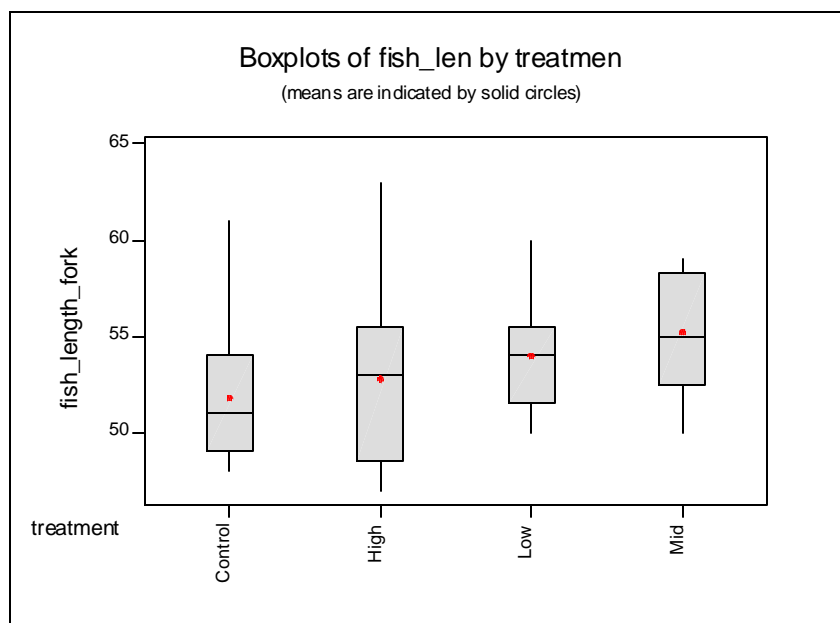 Boxplots of fish_len by treatmen
(means are indicated by solid circles)
65
60
55
50
fish_length_fork
treatment
Control
High
Low
Mid